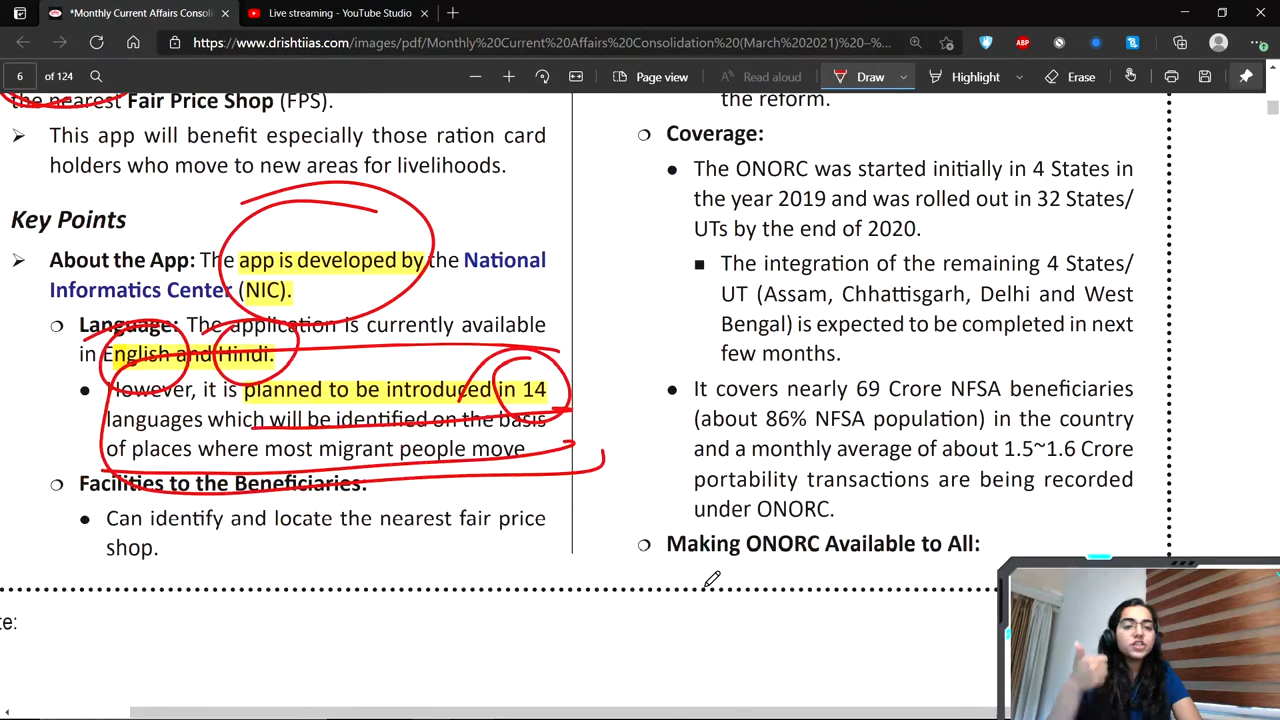 *Monthly Current Affairs Consoli
Live streaming - YouTube Studio
https://www.drishtiias.com/images/pdf/Monthly%20Current%20Affairs%20Consolidation%20(March%202021)%20–%...
ABP
6 of 124
Page view
Read aloud
Draw
Highlight
Erase
the nearest Fair Price Shop (FPS).
➢ This app will benefit especially those ration card
holders who move to new areas for livelihoods.
Key Points
➢ About the App: The app is developed by the National
Informatics Center (NIC).
❍ Language: The application is currently available
in English and Hindi.
● However, it is planned to be introduced in 14
languages which will be identified on the basis
of places where most migrant people move
❍ Facilities to the Beneficiaries:
● Can identify and locate the nearest fair price
shop.
te:
the reform.
❍ Coverage:
● The ONORC was started initially in 4 States in
the year 2019 and was rolled out in 32 States/
UTs by the end of 2020.
■ The integration of the remaining 4 States/
UT (Assam, Chhattisgarh, Delhi and West
Bengal) is expected to be completed in next
few months.
● It covers nearly 69 Crore NFSA beneficiaries
(about 86% NFSA population) in the country
and a monthly average of about 1.5~1.6 Crore
portability transactions are being recorded
under ONORC.
❍ Making ONORC Available to All: